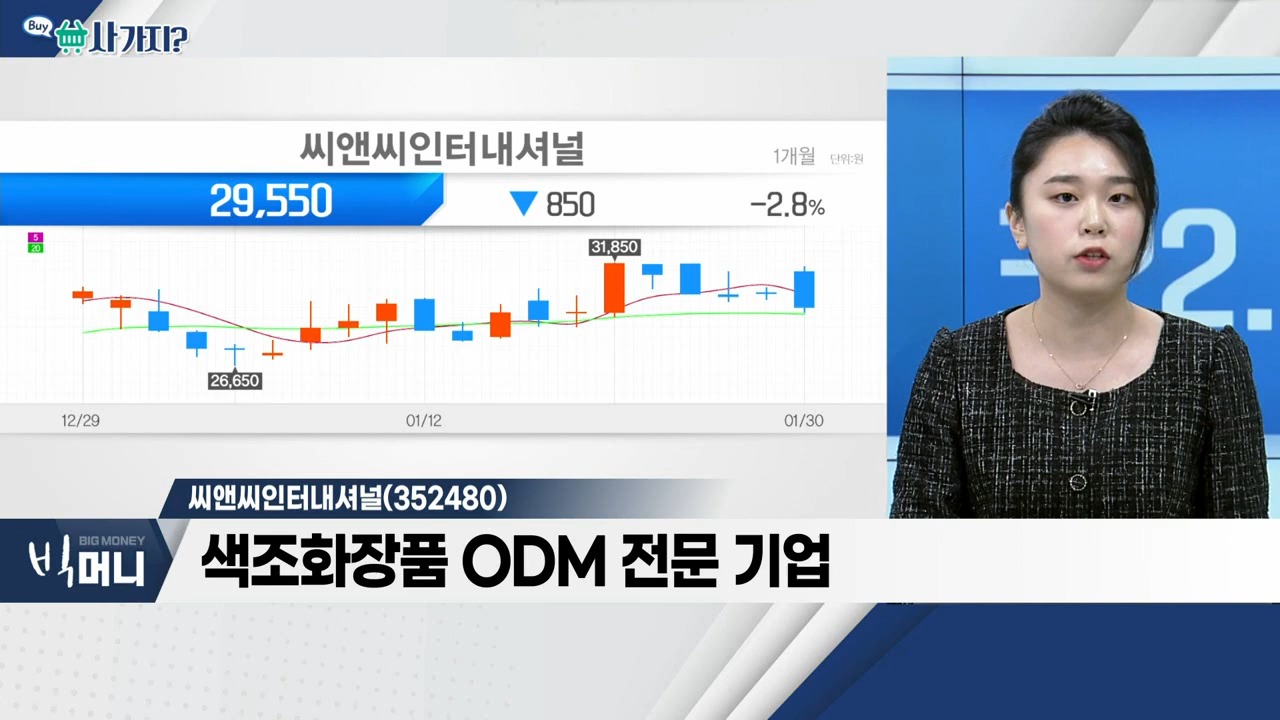 Buy
사 가지?
씨앤씨인터내셔널
1개월 단위:원
29,550 ▼ 850 -2.8%
5
20
31,850
26,650
12/29 01/12 01/30
2.
씨앤씨인터내셔널(352480)
BIG MONEY
빅머니
색조화장품 ODM 전문 기업